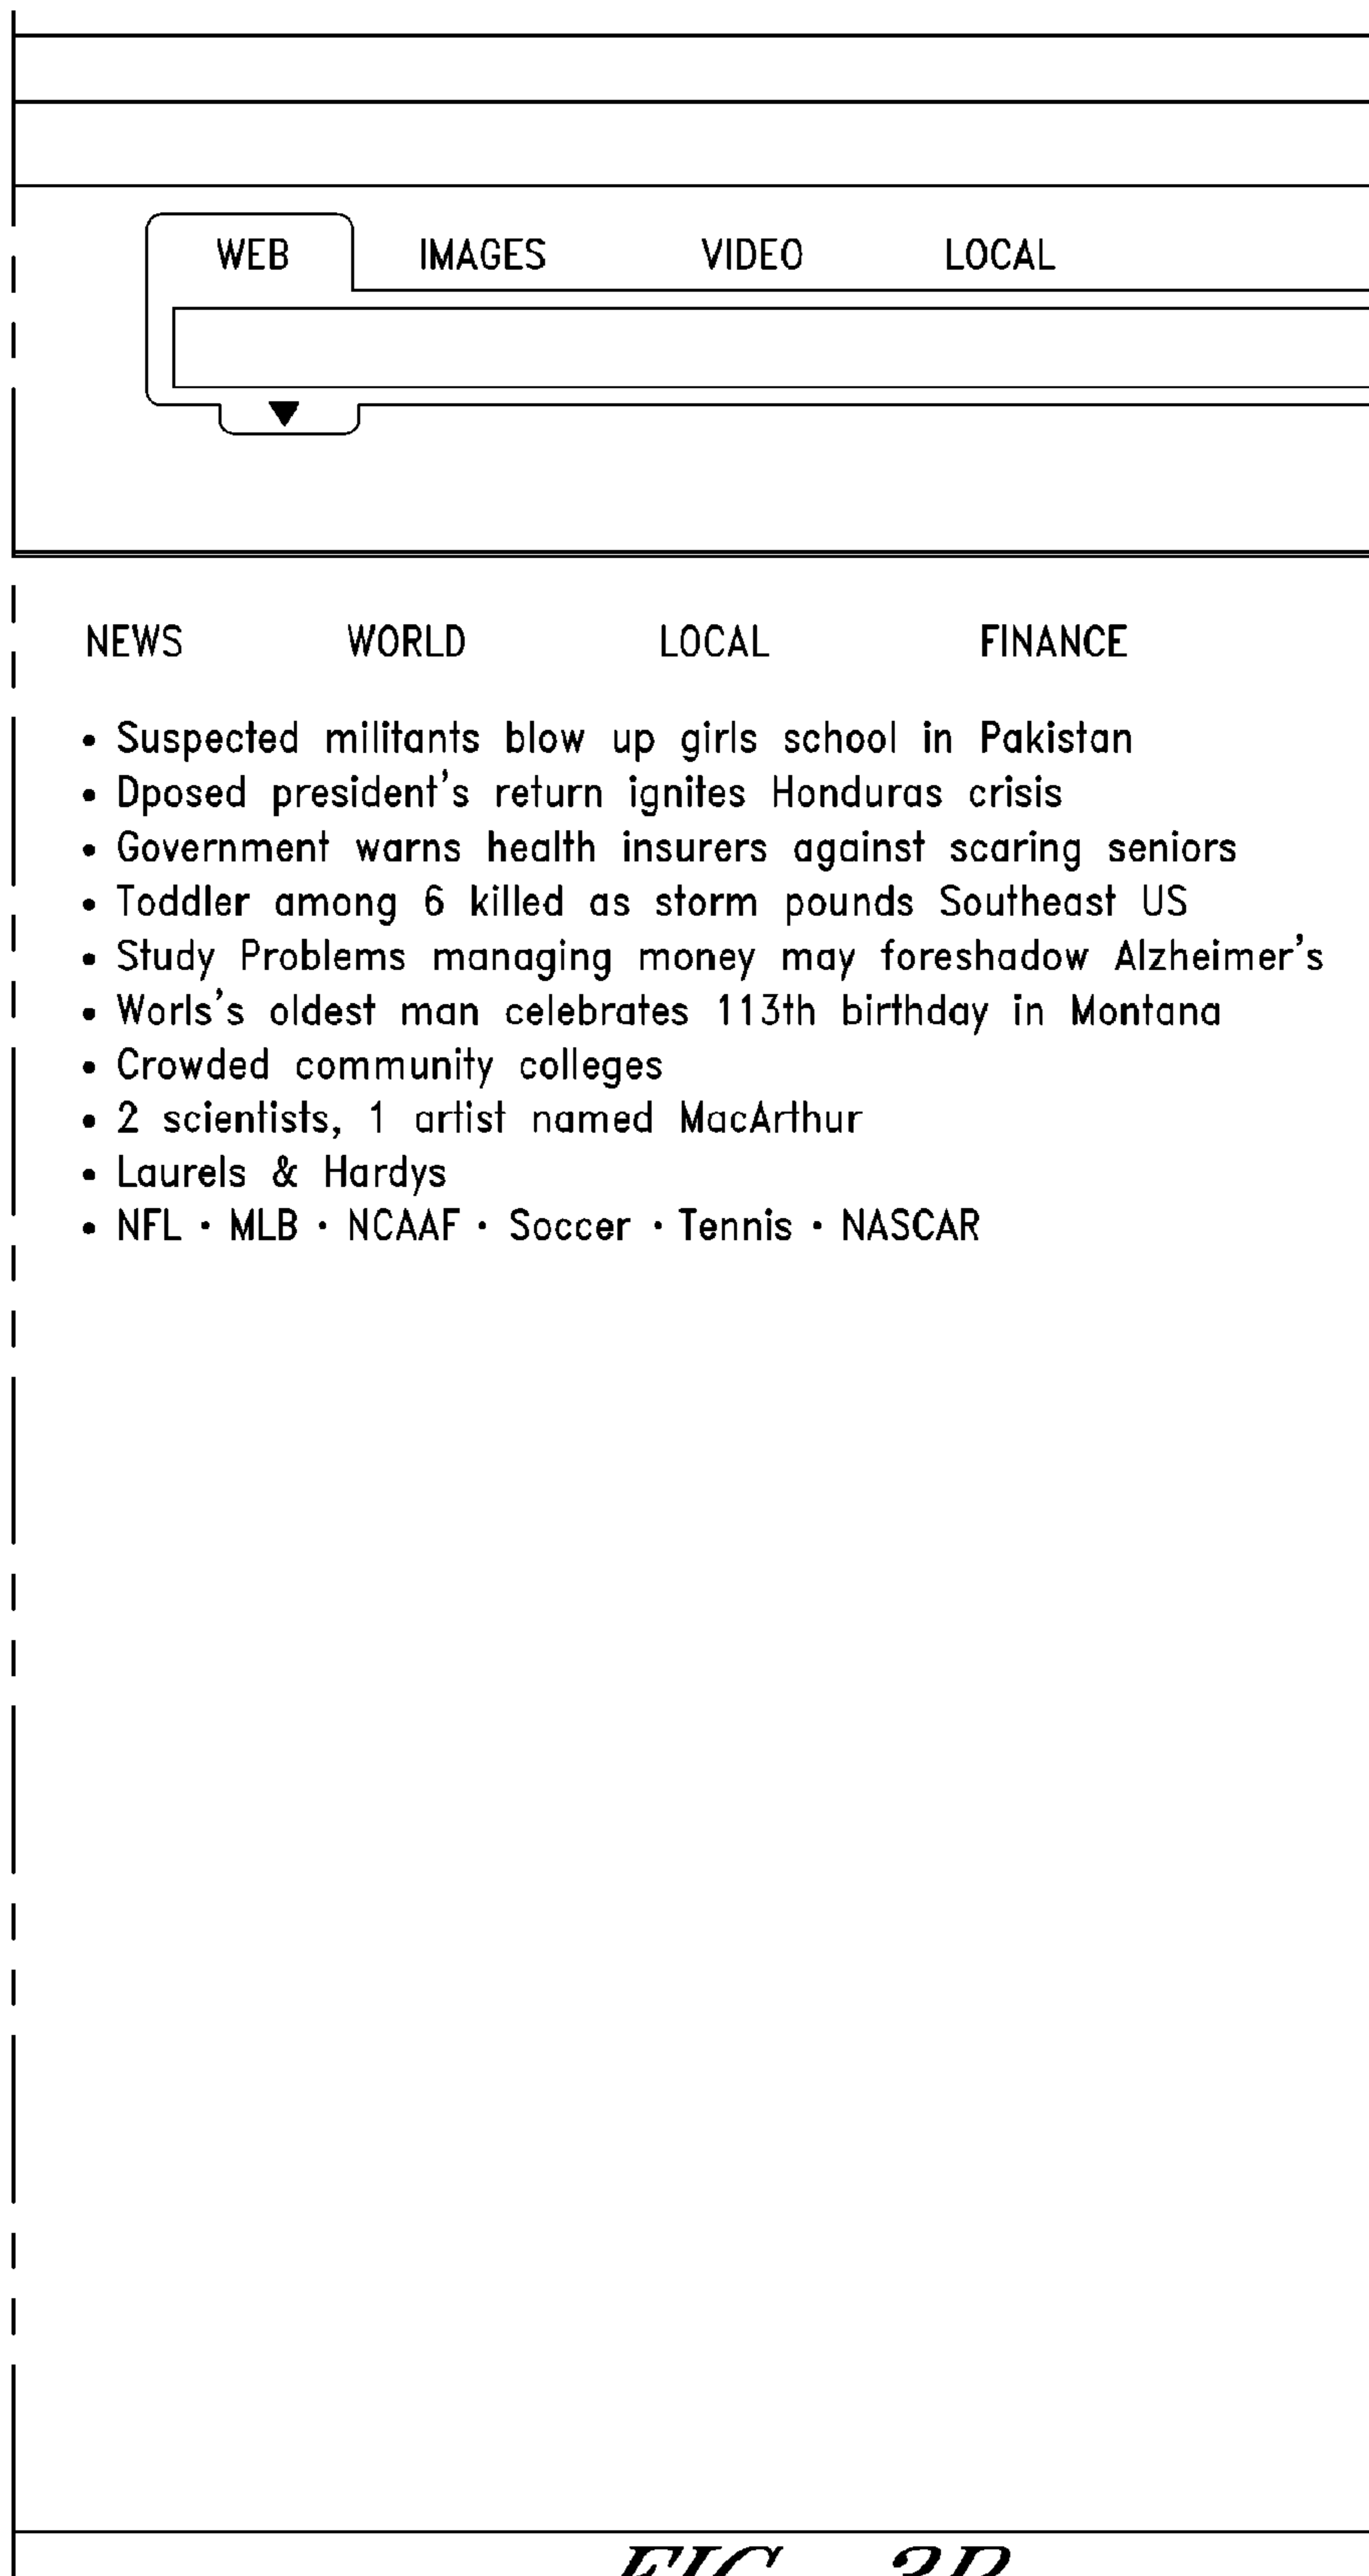 WEB IMAGES VIDEO LOCAL
NEWS WORLD LOCAL FINANCE
• Suspected militants blow up girls school in Pakistan
• Dposed president's return ignites Honduras crisis
• Government warns health insurers against scaring seniors
• Toddler among 6 killed as storm pounds Southeast US
• Study Problems managing money may foreshadow Alzheimer's
• Worls's oldest man celebrates 113th birthday in Montana
• Crowded community colleges
• 2 scientists, 1 artist named MacArthur
• Laurels & Hardys
• NFL · MLB · NCAAF · Soccer · Tennis · NASCAR
FIG.